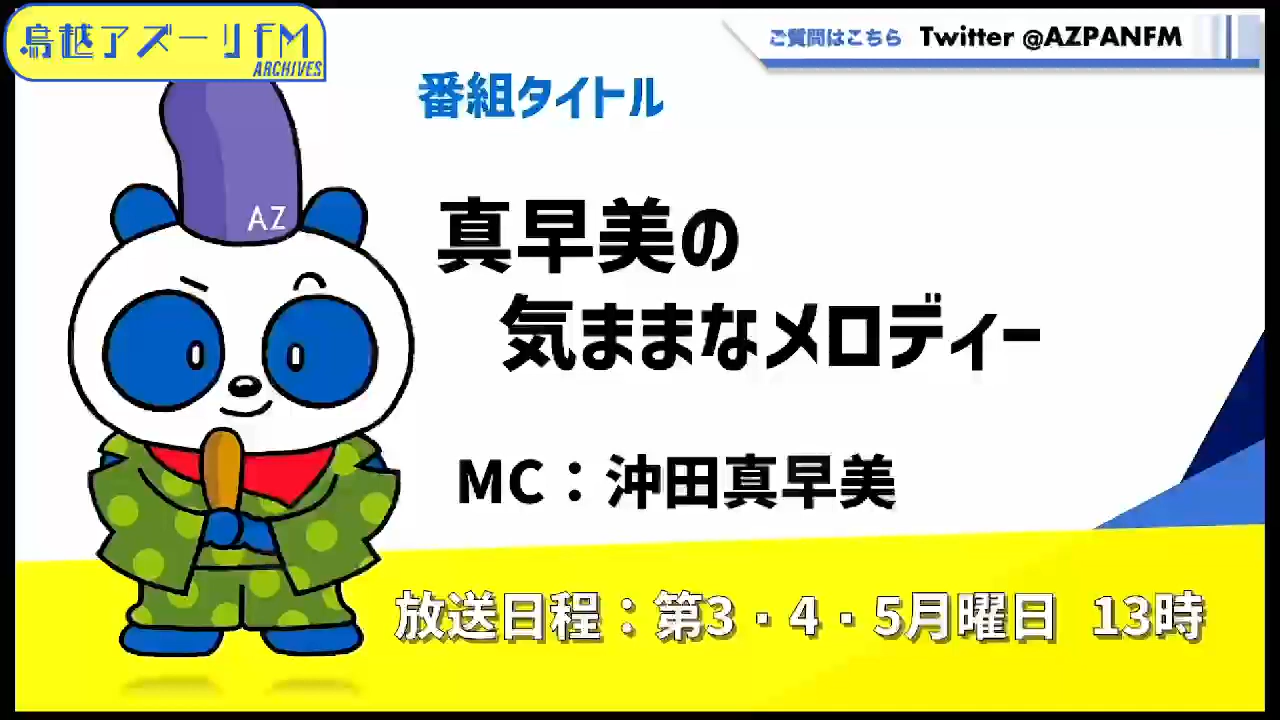 鳥越アズーリFM
ARCHIVES
ご質問はこちら Twitter @AZPANFM
番組タイトル
AZ
真早美の
気ままなメロディー
MC：沖田真早美
放送日程：第3・4・5月曜日 13時